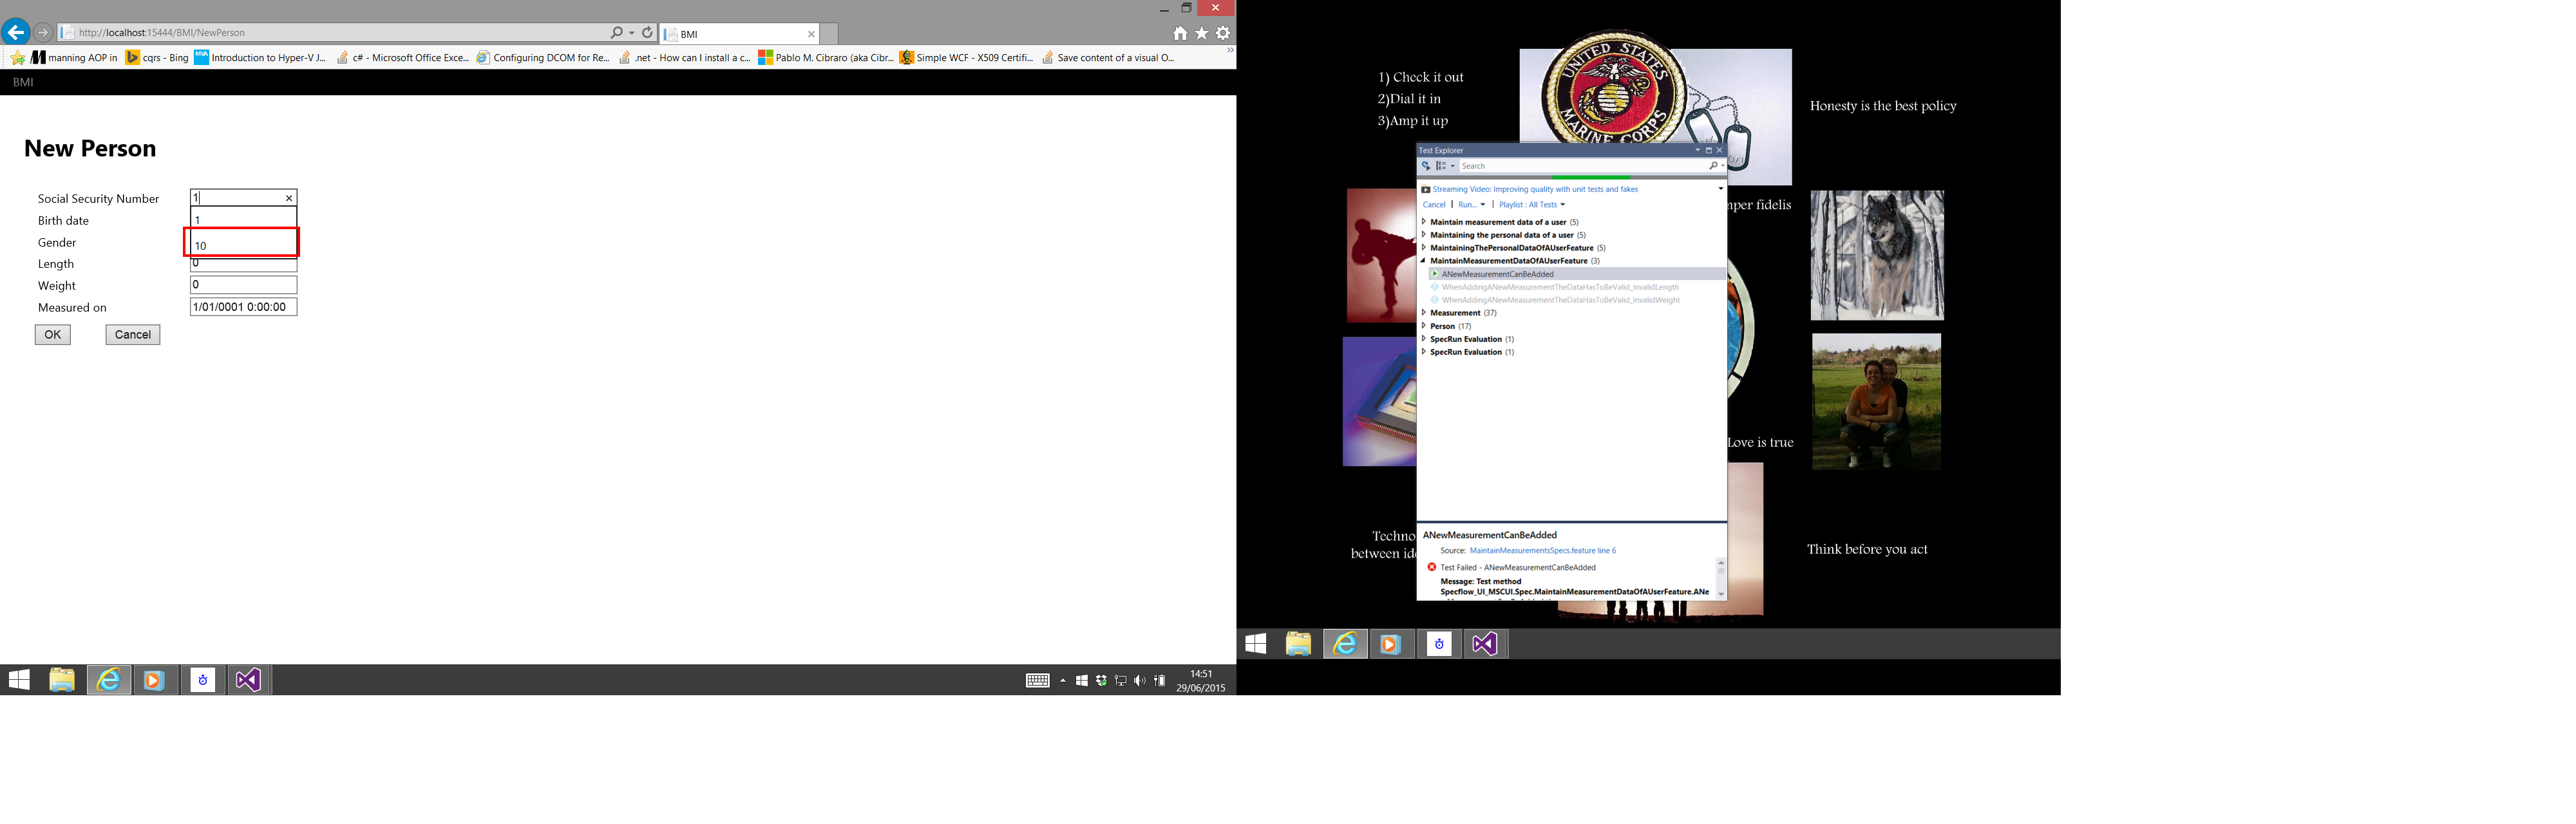 http://localhost:15444/BMI/NewPerson
BMI
manning AOP in
cqrs - Bing
Introduction to Hyper-V J...
c# - Microsoft Office Exce...
Configuring DCOM for Re...
.net - How can I install a c...
Pablo M. Cibraro (aka Cibr...
Simple WCF - X509 Certifi...
Save content of a visual O...
BMI
New Person
Social Security Number
1
Birth date
1
Gender
10
Length
0
Weight
0
Measured on
1/01/0001 0:00:00
OK
Cancel
14:51
29/06/2015
1) Check it out
2)Dial it in
3)Amp it up
UNITED STATES
MARINE CORPS
Honesty is the best policy
Test Explorer
Search
Streaming Video: Improving quality with unit tests and fakes
Cancel | Run... | Playlist : All Tests
Maintain measurement data of a user (5)
Maintaining the personal data of a user (5)
MaintainingThePersonalDataOfAUserFeature (5)
MaintainMeasurementDataOfAUserFeature (3)
ANewMeasurementCanBeAdded
WhenAddingANewMeasurementTheDataHasToBeValid_InvalidLength
WhenAddingANewMeasurementTheDataHasToBeValid_InvalidWeight
Measurement (37)
Person (17)
SpecRun Evaluation (1)
SpecRun Evaluation (1)
fidelis
Love is true
ANewMeasurementCanBeAdded
Source: MaintainMeasurementsSpecs.feature line 6
Test Failed - ANewMeasurementCanBeAdded
Message: Test method
Specflow_UI_MSCUI.Spec.MaintainMeasurementDataOfAUserFeature.ANe
between
Think before you act